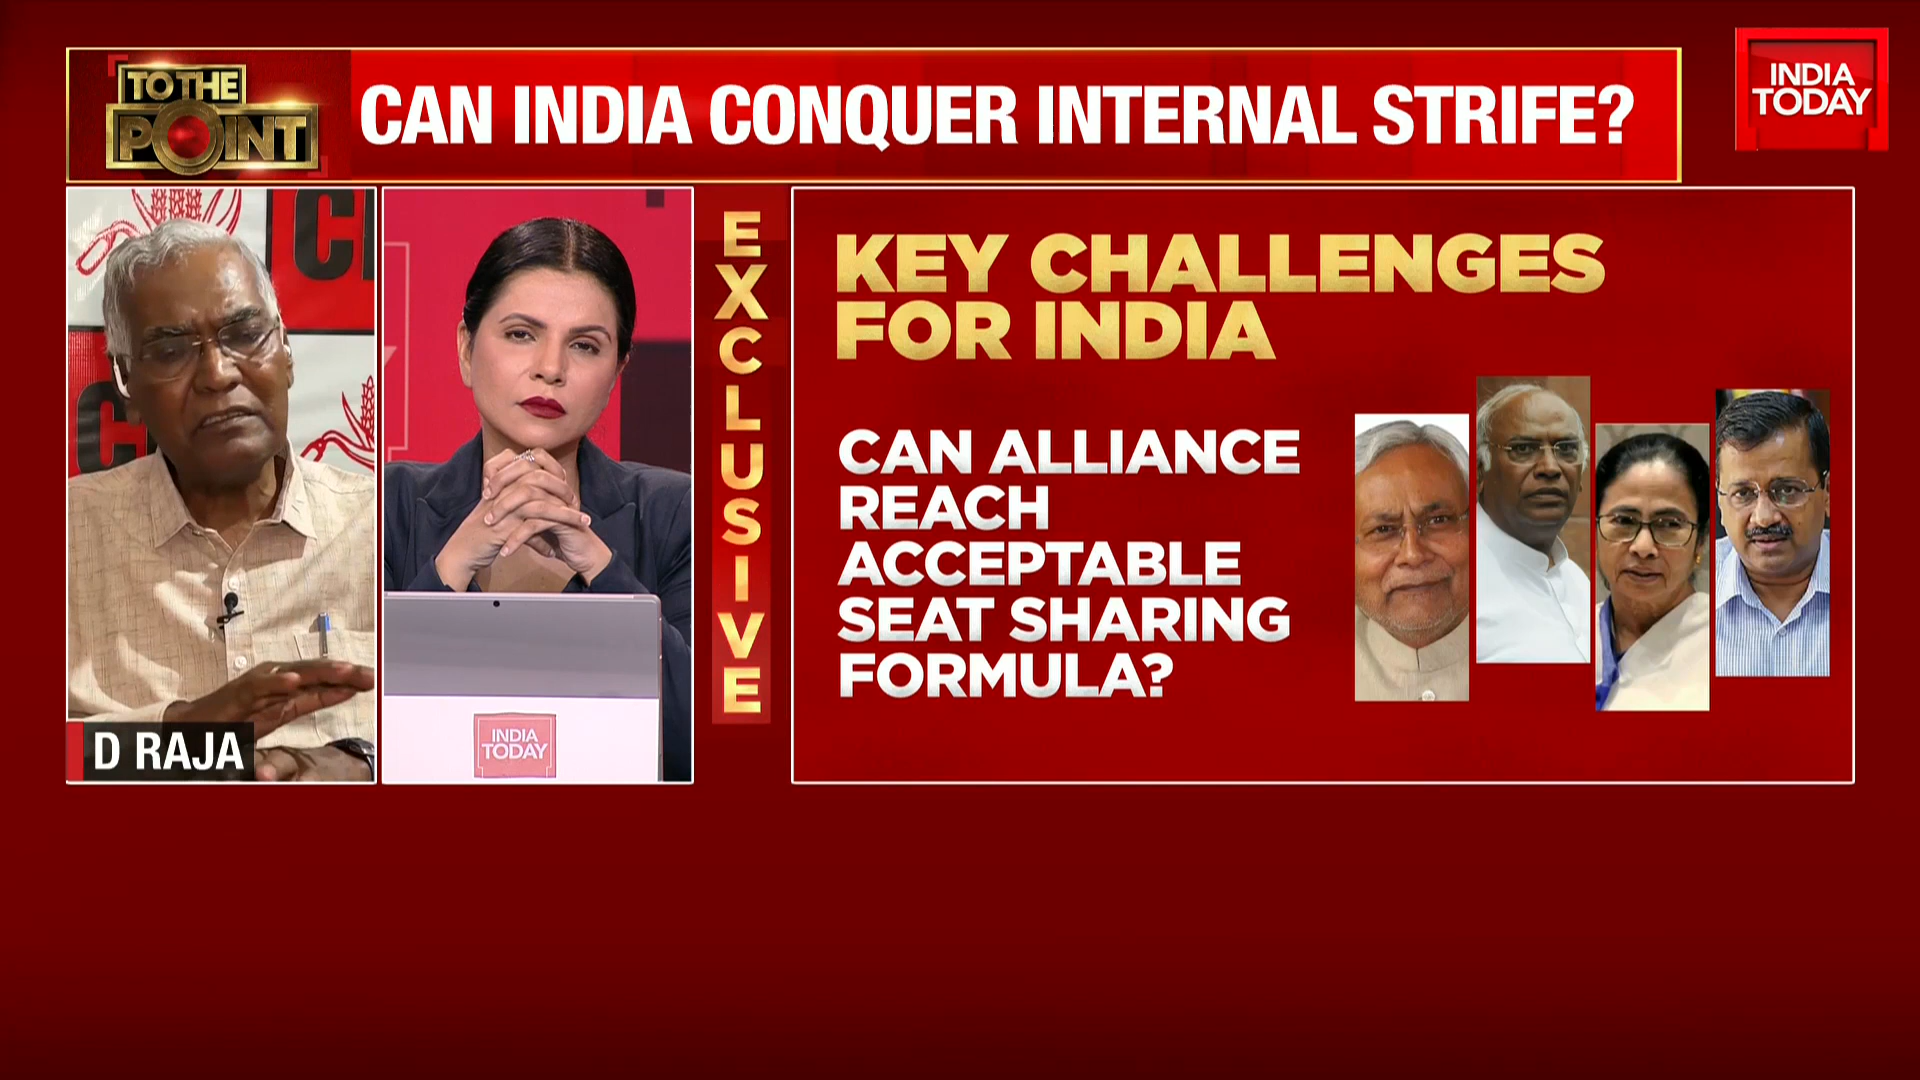 TO THE
POINT
CAN INDIA CONQUER INTERNAL STRIFE?
INDIA
TODAY
D RAJA
INDIA
TODAY
EXCLUSIVE
KEY CHALLENGES
FOR INDIA
CAN ALLIANCE
REACH
ACCEPTABLE
SEAT SHARING
FORMULA?